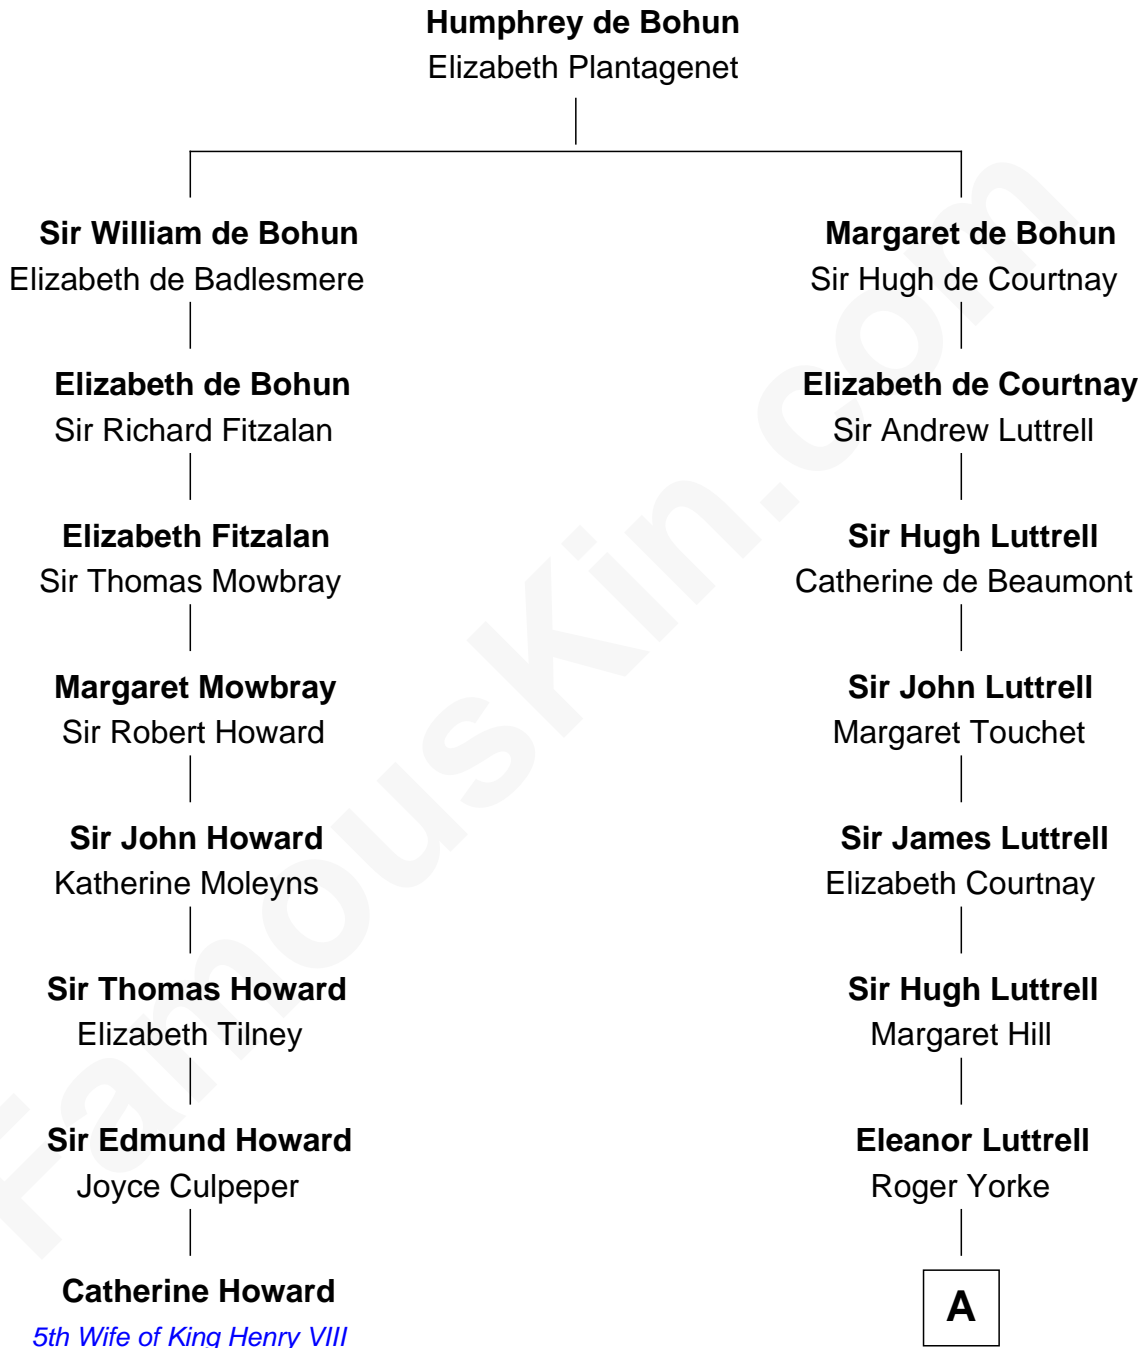 Humphrey de Bohun
Elizabeth Plantagenet
Sir William de Bohun
Elizabeth de Badlesmere
Elizabeth de Bohun
Sir Richard Fitzalan
Elizabeth Fitzalan
Sir Thomas Mowbray
Margaret Mowbray
Sir Robert Howard
Sir John Howard
Katherine Moleyns
Sir Thomas Howard
Elizabeth Tilney
Sir Edmund Howard
Joyce Culpeper
Catherine Howard
5th Wife of King Henry VIII
Margaret de Bohun
Sir Hugh de Courtnay
Elizabeth de Courtnay
Sir Andrew Luttrell
Sir Hugh Luttrell
Catherine de Beaumont
Sir John Luttrell
Margaret Touchet
Sir James Luttrell
Elizabeth Courtnay
Sir Hugh Luttrell
Margaret Hill
Eleanor Luttrell
Roger Yorke
A
FamousKin.com